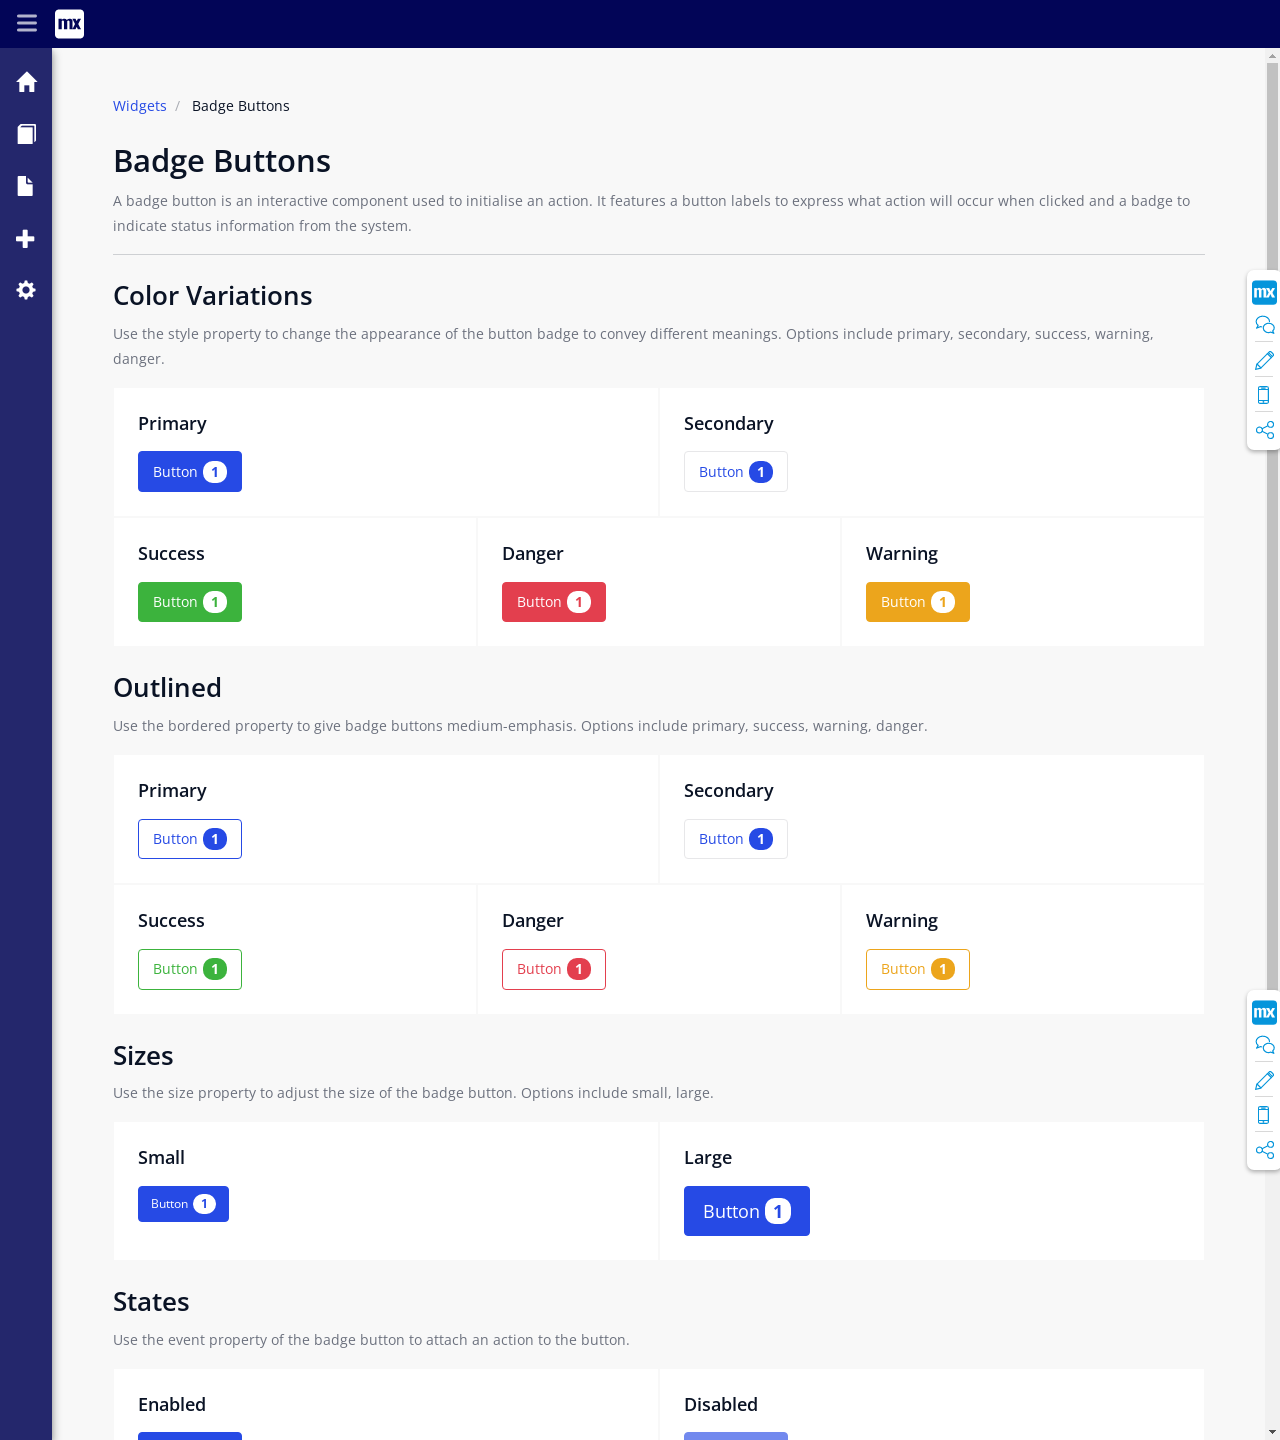 mx
Widgets / Badge Buttons
Badge Buttons
A badge button is an interactive component used to initialise an action. It features a button labels to express what action will occur when clicked and a badge to
indicate status information from the system.
Color Variations
Use the style property to change the appearance of the button badge to convey different meanings. Options include primary, secondary, success, warning,
danger.
mx
Primary
Secondary
Button 1
Button 1
Success
Danger
Warning
Button 1
Button 1
Button 1
Outlined
Use the bordered property to give badge buttons medium-emphasis. Options include primary, success, warning, danger.
Primary
Secondary
Button 1
Button 1
Success
Danger
Warning
Button 1
Button 1
Button 1
mx
Sizes
Use the size property to adjust the size of the badge button. Options include small, large.
Small
Large
Button 1
Button 1
States
Use the event property of the badge button to attach an action to the button.
Enabled
Disabled